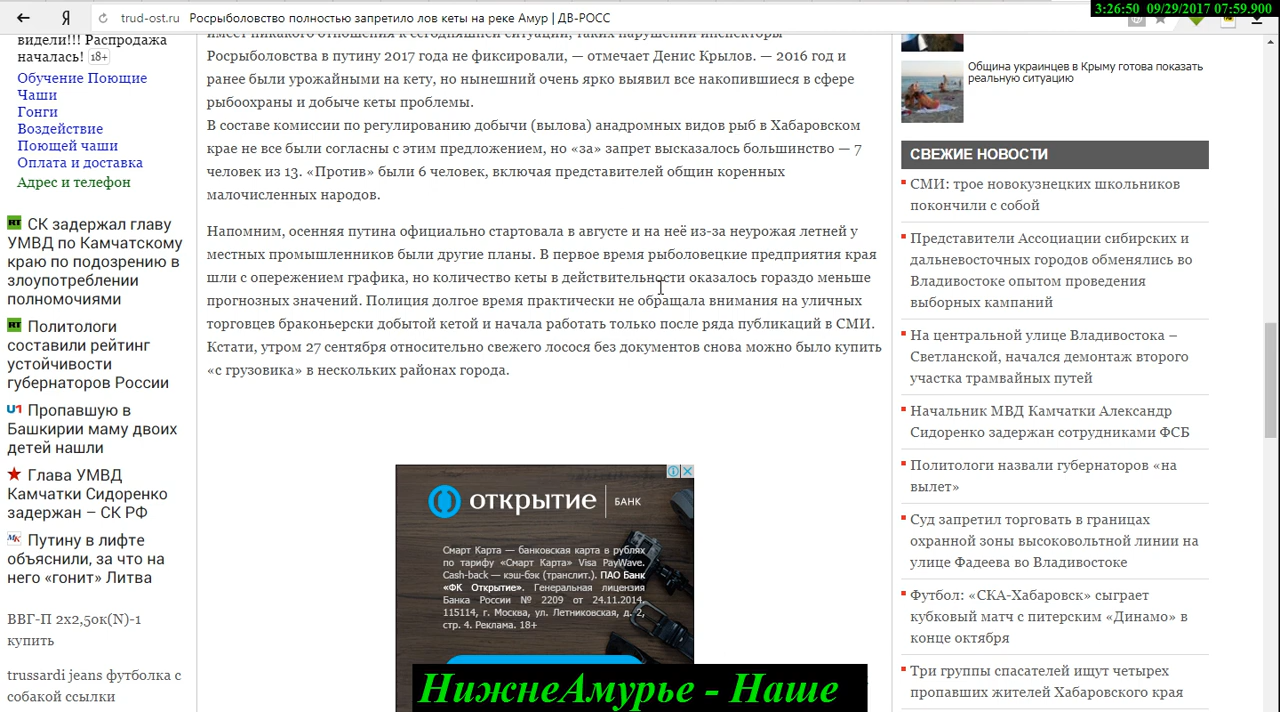 3:26:50 09/29/2017 07:59.900
Я trud-ost.ru Росрыболовство полностью запретило лов кеты на реке Амур | ДВ-РОСС
видели!!! Распродажа
началась! 18+
Обучение Поющие
Чаши
Гонги
Воздействие
Поющей чаши
Оплата и доставка
Адрес и телефон
СК задержал главу
УМВД по Камчатскому
краю по подозрению в
злоупотреблении
полномочиями
Политологи
составили рейтинг
устойчивости
губернаторов России
Пропавшую в
Башкирии маму двоих
детей нашли
Глава УМВД
Камчатки Сидоренко
задержан – СК РФ
Путину в лифте
объяснили, за что на
него «гонит» Литва
ВВГ-П 2х2,5ок(N)-1
купить
trussardi jeans футболка с
собакой ссылки
имеет никакого отношения к сегодняшней ситуации, таких нарушений инспекторы
Росрыболовства в путину 2017 года не фиксировали, — отмечает Денис Крылов. — 2016 год и
ранее были урожайными на кету, но нынешний очень ярко выявил все накопившиеся в сфере
рыбоохраны и добыче кеты проблемы.
В составе комиссии по регулированию добычи (вылова) анадромных видов рыб в Хабаровском
крае не все были согласны с этим предложением, но «за» запрет высказалось большинство — 7
человек из 13. «Против» были 6 человек, включая представителей общин коренных
малочисленных народов.
Напомним, осенняя путина официально стартовала в августе и на неё из-за неурожая летней у
местных промышленников были другие планы. В первое время рыболовецкие предприятия края
шли с опережением графика, но количество кеты в действительности оказалось гораздо меньше
прогнозных значений. Полиция долгое время практически не обращала внимания на уличных
торговцев браконьерски добытой кетой и начала работать только после ряда публикаций в СМИ.
Кстати, утром 27 сентября относительно свежего лосося без документов снова можно было купить
«с грузовика» в нескольких районах города.
открытие БАНК
Смарт Карта — банковская карта в рублях
по тарифу «Смарт Карта» Visa PayWave.
Cash-back — кэш-бэк (транслит.). ПАО Банк
«ФК Открытие». Генеральная лицензия
Банка России № 2209 от 24.11.2014.
115114, г. Москва, ул. Летниковская, д. 2,
стр. 4. Реклама. 18+
НижнеАмурье - Наше
Община украинцев в Крыму готова показать
реальную ситуацию
СВЕЖИЕ НОВОСТИ
СМИ: трое новокузнецких школьников
покончили с собой
Представители Ассоциации сибирских и
дальневосточных городов обменялись во
Владивостоке опытом проведения
выборных кампаний
На центральной улице Владивостока –
Светланской, начался демонтаж второго
участка трамвайных путей
Начальник МВД Камчатки Александр
Сидоренко задержан сотрудниками ФСБ
Политологи назвали губернаторов «на
вылет»
Суд запретил торговать в границах
охранной зоны высоковольтной линии на
улице Фадеева во Владивостоке
Футбол: «СКА-Хабаровск» сыграет
кубковый матч с питерским «Динамо» в
конце октября
Три группы спасателей ищут четырех
пропавших жителей Хабаровского края